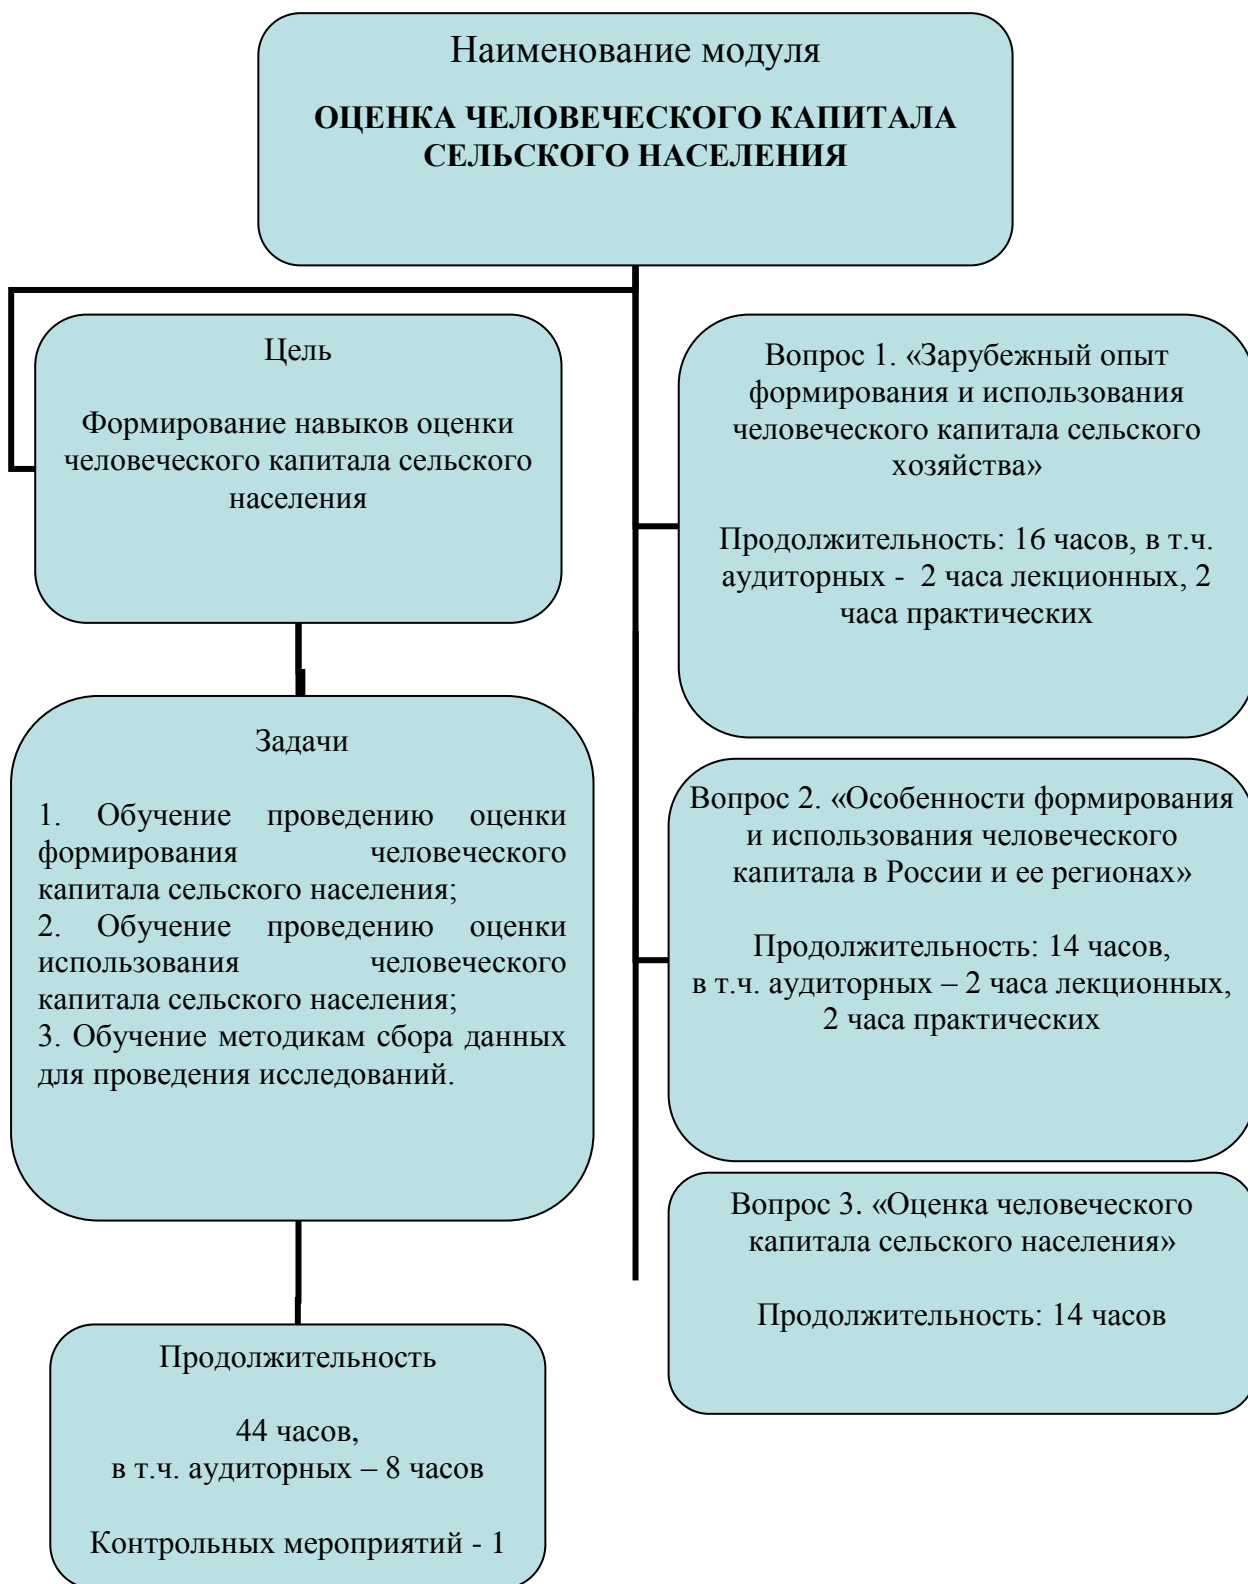 Наименование модуля
ОЦЕНКА ЧЕЛОВЕЧЕСКОГО КАПИТАЛА
СЕЛЬСКОГО НАСЕЛЕНИЯ
Цель
Формирование навыков оценки
человеческого капитала сельского
населения
Задачи
1. Обучение проведению оценки
формирования человеческого
капитала сельского населения;
2. Обучение проведению оценки
использования человеческого
капитала сельского населения;
3. Обучение методикам сбора данных
для проведения исследований.
Продолжительность
44 часов,
в т.ч. аудиторных – 8 часов
Контрольных мероприятий - 1
Вопрос 1. «Зарубежный опыт
формирования и использования
человеческого капитала сельского
хозяйства»
Продолжительность: 16 часов, в т.ч.
аудиторных - 2 часа лекционных, 2
часа практических
Вопрос 2. «Особенности формирования
и использования человеческого
капитала в России и ее регионах»
Продолжительность: 14 часов,
в т.ч. аудиторных – 2 часа лекционных,
2 часа практических
Вопрос 3. «Оценка человеческого
капитала сельского населения»
Продолжительность: 14 часов